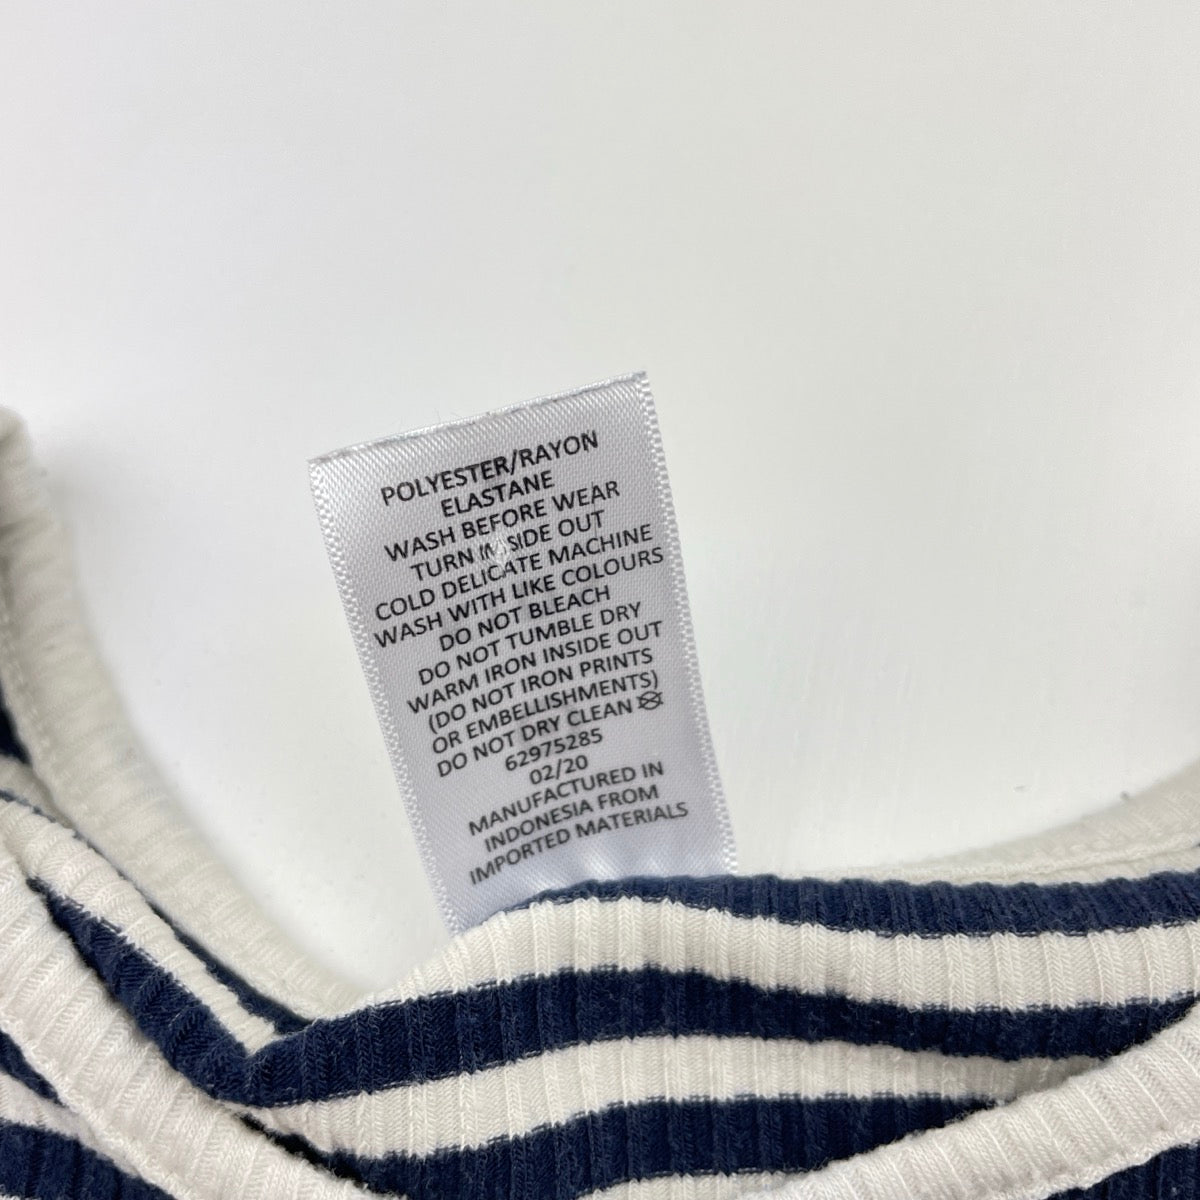 POLYESTER/RAYON
ELASTANE
WASH BEFORE WEAR
TURN INSIDE OUT
COLD DELICATE MACHINE
WASH WITH LIKE COLOURS
DO NOT BLEACH
DO NOT TUMBLE DRY
WARM IRON INSIDE OUT
(DO NOT IRON PRINTS
OR EMBELLISHMENTS)
DO NOT DRY CLEAN
62975285
02/20
MANUFACTURED IN
INDONESIA FROM
IMPORTED MATERIALS